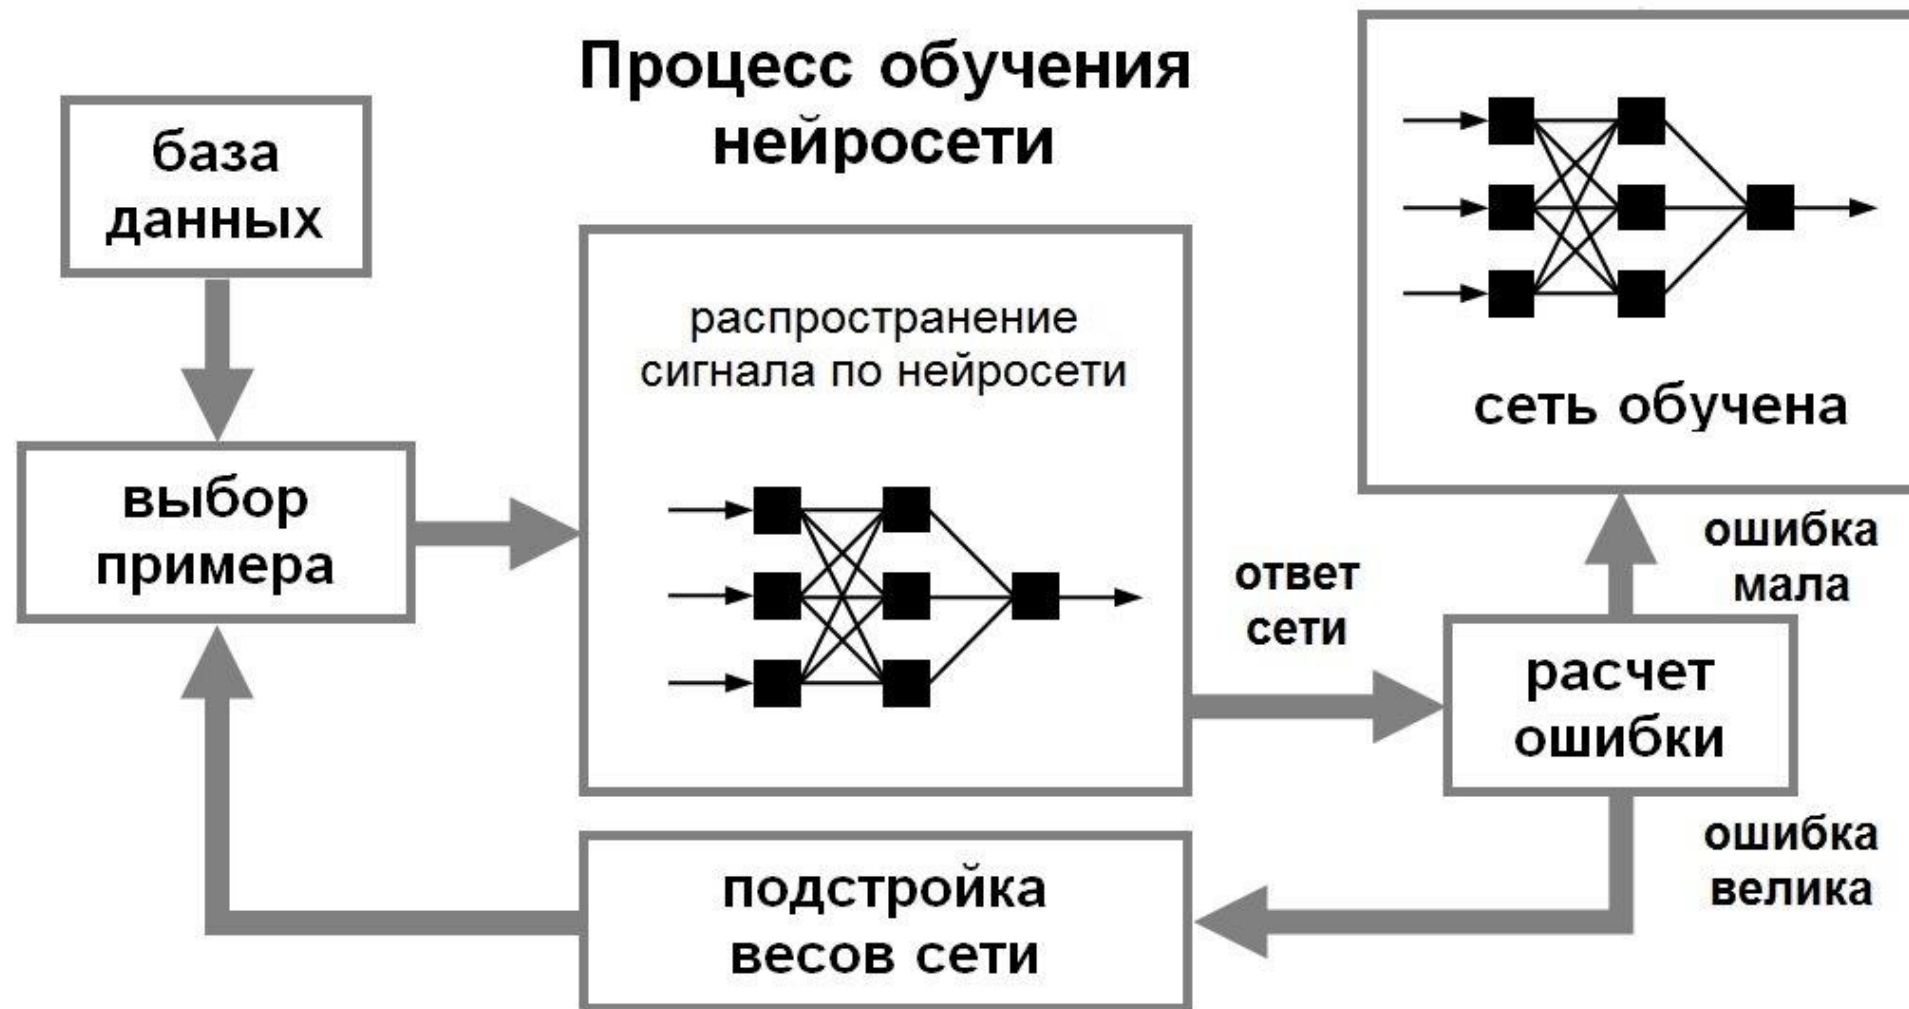 Процесс обучения
нейросети
база
данных
выбор
примера
распространение
сигнала по нейросети
ответ
сети
расчет
ошибки
ошибка
мала
сеть обучена
ошибка
велика
подстройка
весов сети